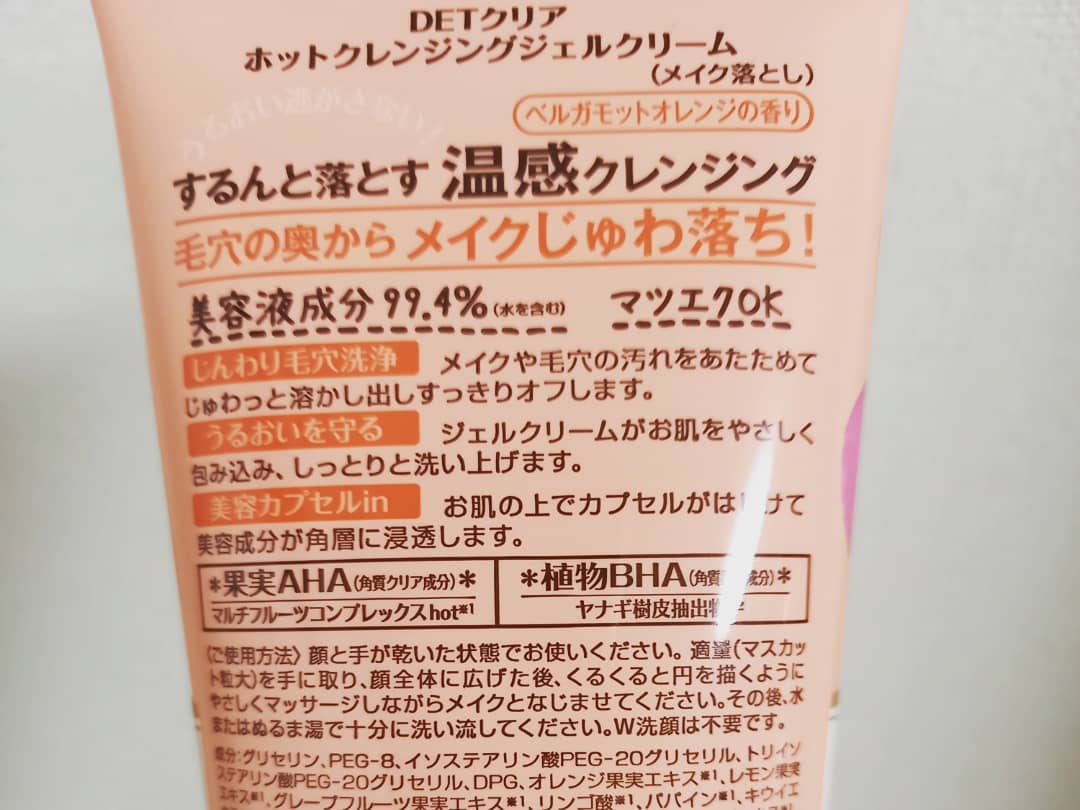 DETクリア
ホットクレンジングジェルクリーム
(メイク落とし)
うるおい逃がさない!
ベルガモットオレンジの香り
するんと落とす 温感クレンジング
毛穴の奥からメイクじゅわ落ち!
美容液成分99.4%(水を含む) マツエクOK
じんわり毛穴洗浄 メイクや毛穴の汚れをあたためて
じゅわっと溶かし出しすっきりオフします。
うるおいを守る ジェルクリームがお肌をやさしく
包み込み、しっとりと洗い上げます。
美容カプセルin お肌の上でカプセルがは けて
美容成分が角層に浸透します。
*果実AHA(角質クリア成分)* *植物BHA(角質 成分)*
マルチフルーツコンプレックスhot※1 ヤナギ樹皮抽出物
〈ご使用方法〉顔と手が乾いた状態でお使いください。適量(マスカッ
ト粒大)を手に取り、顔全体に広げた後、くるくると円を描くように
やさしくマッサージしながらメイクとなじませてください。その後、水
またはぬるま湯で十分に洗い流してください。W洗顔は不要です。
成分:グリセリン、PEG-8、イソステアリン酸PEG-20グリセリル、トリイソ
ステアリン酸PEG-20グリセリル、DPG、オレンジ果実エキス※1、レモン果実
エキス※1、グレープフルーツ果実エキス※1、リンゴ酸※1、パパイン※1、キウイエ